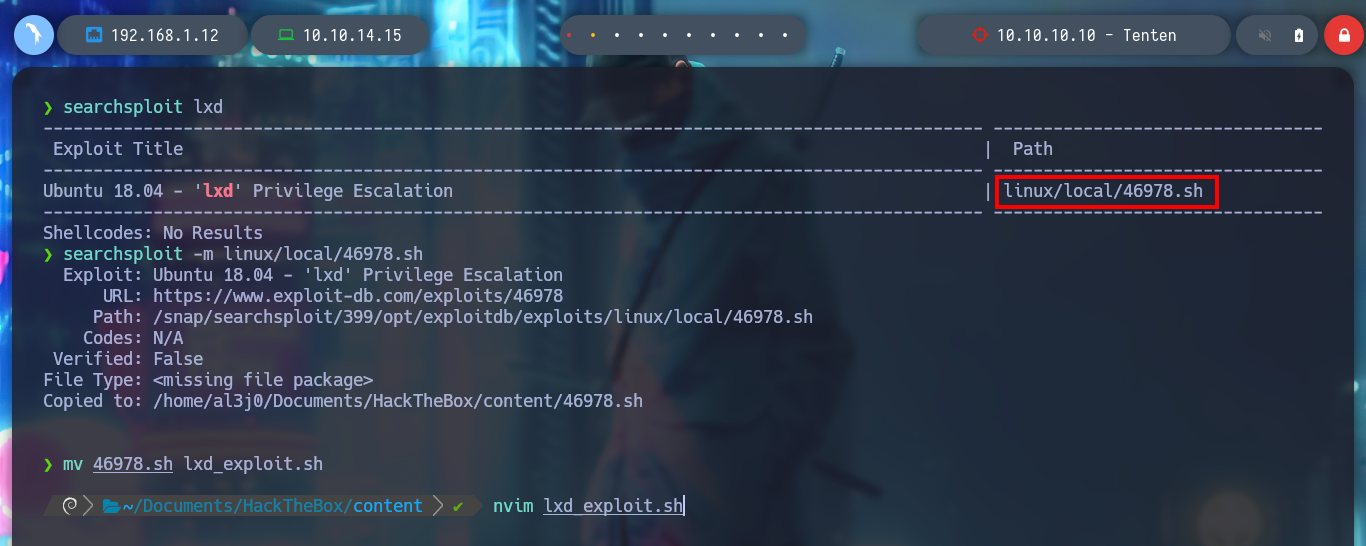 192.168.1.12 10.10.14.15 10.10.10.10 - Tenten
❯ searchsploit lxd
------------------------------------------------------------------------------------------- ---------------------------------
Exploit Title | Path
------------------------------------------------------------------------------------------- ---------------------------------
Ubuntu 18.04 - 'lxd' Privilege Escalation | linux/local/46978.sh
------------------------------------------------------------------------------------------- ---------------------------------
Shellcodes: No Results
❯ searchsploit -m linux/local/46978.sh
Exploit: Ubuntu 18.04 - 'lxd' Privilege Escalation
URL: https://www.exploit-db.com/exploits/46978
Path: /snap/searchsploit/399/opt/exploitdb/exploits/linux/local/46978.sh
Codes: N/A
Verified: False
File Type: <missing file package>
Copied to: /home/al3j0/Documents/HackTheBox/content/46978.sh
❯ mv 46978.sh lxd_exploit.sh
~/Documents/HackTheBox/content ✔ nvim lxd_exploit.sh